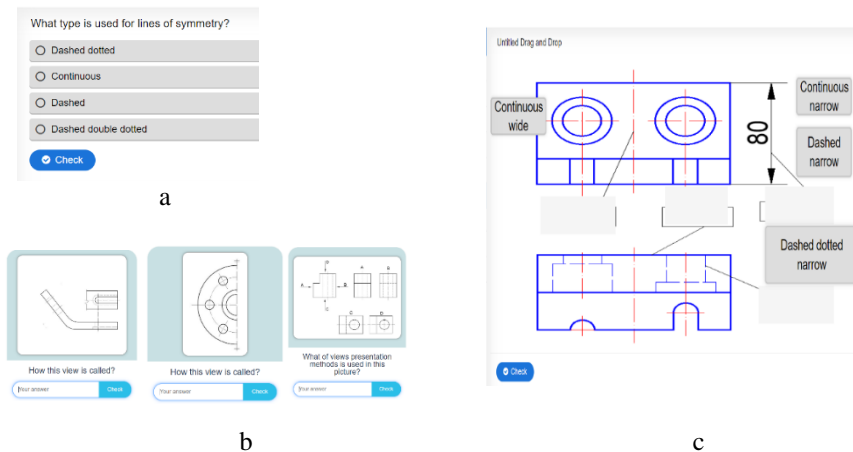 What type is used for lines of symmetry?
Dashed dotted
Continuous
Dashed
Dashed double dotted
Check
a
How this view is called?
Your answer
Check
How this view is called?
Your answer
Check
What of views presentation
methods is used in this
picture?
Your answer
Check
b
Untitled Drag and Drop
Continuous
wide
80
Continuous
narrow
Dashed
narrow
Dashed dotted
narrow
Check
c